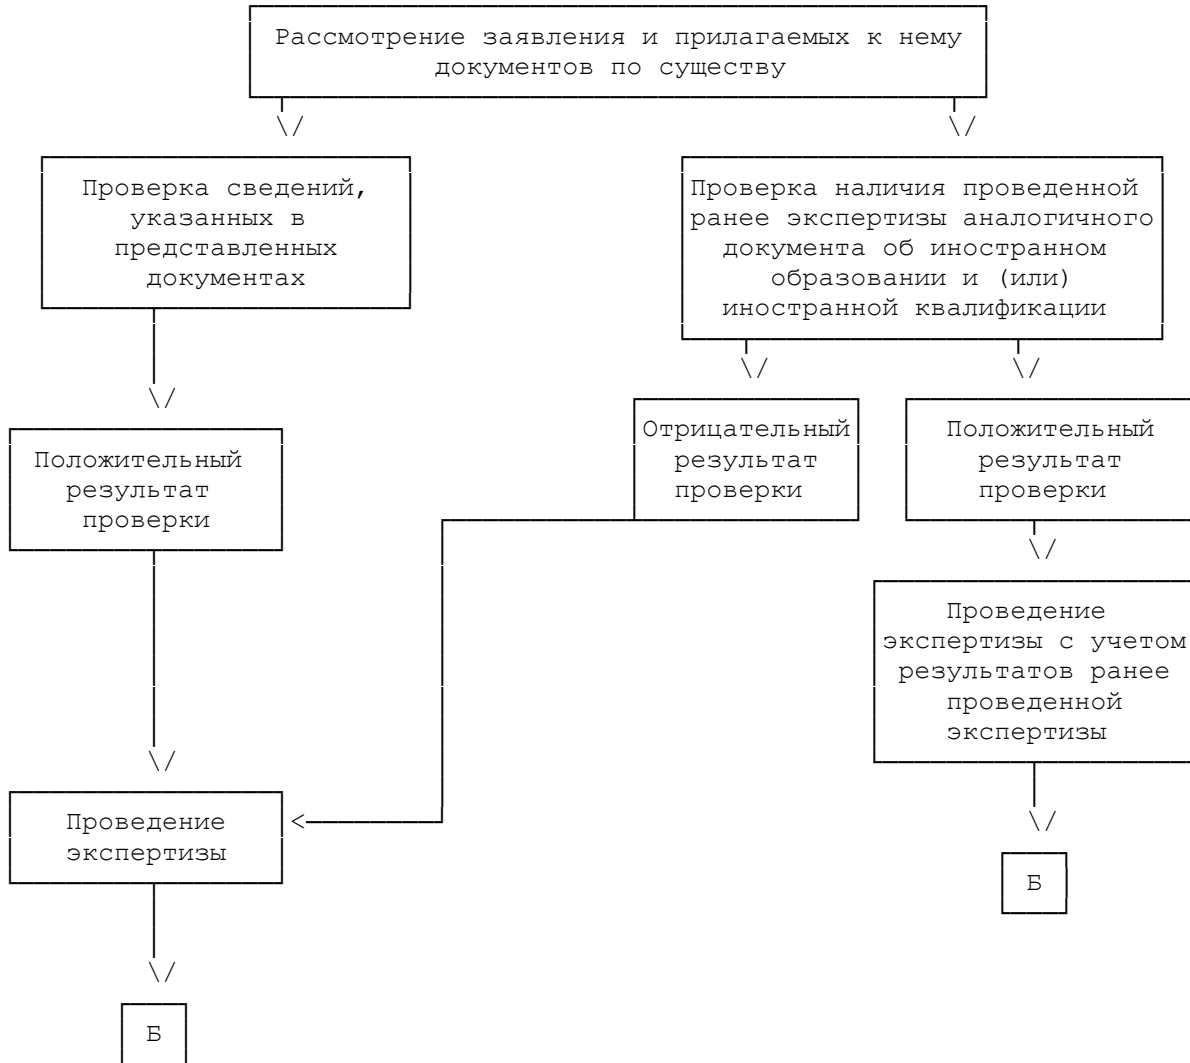 Рассмотрение заявления и прилагаемых к нему
документов по существу
Проверка сведений,
указанных в
представленных
документах
Проверка наличия проведенной
ранее экспертизы аналогичного
документа об иностранном
образовании и (или)
иностранной квалификации
Положительный
результат
проверки
Отрицательный
результат
проверки
Положительный
результат
проверки
Проведение
экспертизы с учетом
результатов ранее
проведенной
экспертизы
Проведение
экспертизы
Б
Б